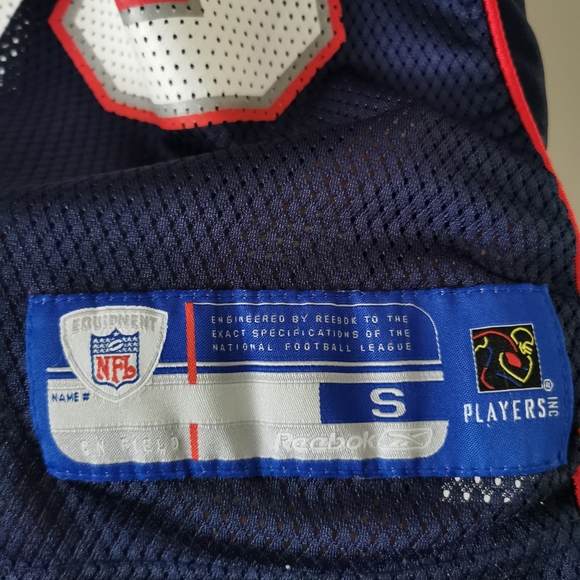 EQUIPMENT
NFL
ENGINEERED BY REEBOK TO THE
EXACT SPECIFICATIONS OF THE
NATIONAL FOOTBALL LEAGUE
NAME #
S
ON FIELD
Reebok
PLAYERS INC ®